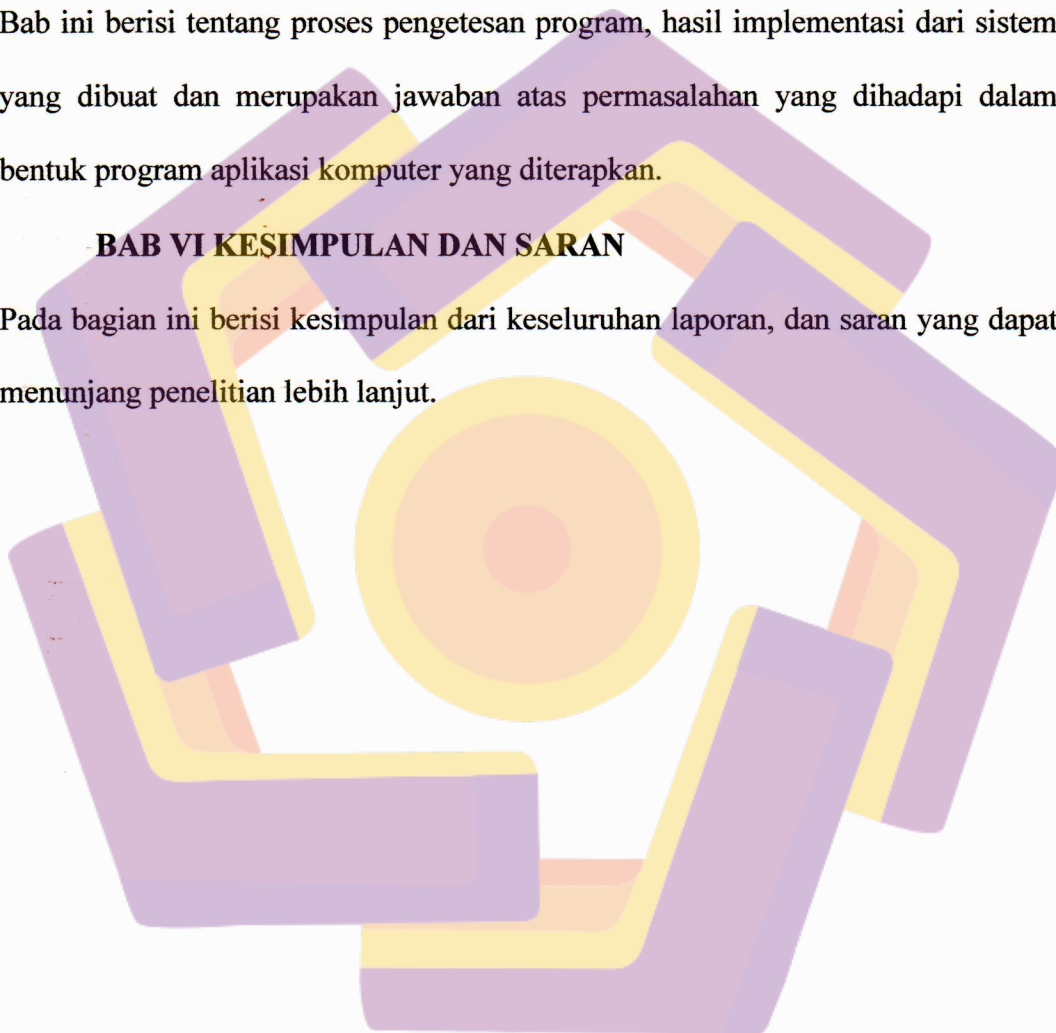 Bab ini berisi tentang proses pengetesan program, hasil implementasi dari sistem
yang dibuat dan merupakan jawaban atas permasalahan yang dihadapi dalam
bentuk program aplikasi komputer yang diterapkan.
BAB VI KESIMPULAN DAN SARAN
Pada bagian ini berisi kesimpulan dari keseluruhan laporan, dan saran yang dapat
menunjang penelitian lebih lanjut.